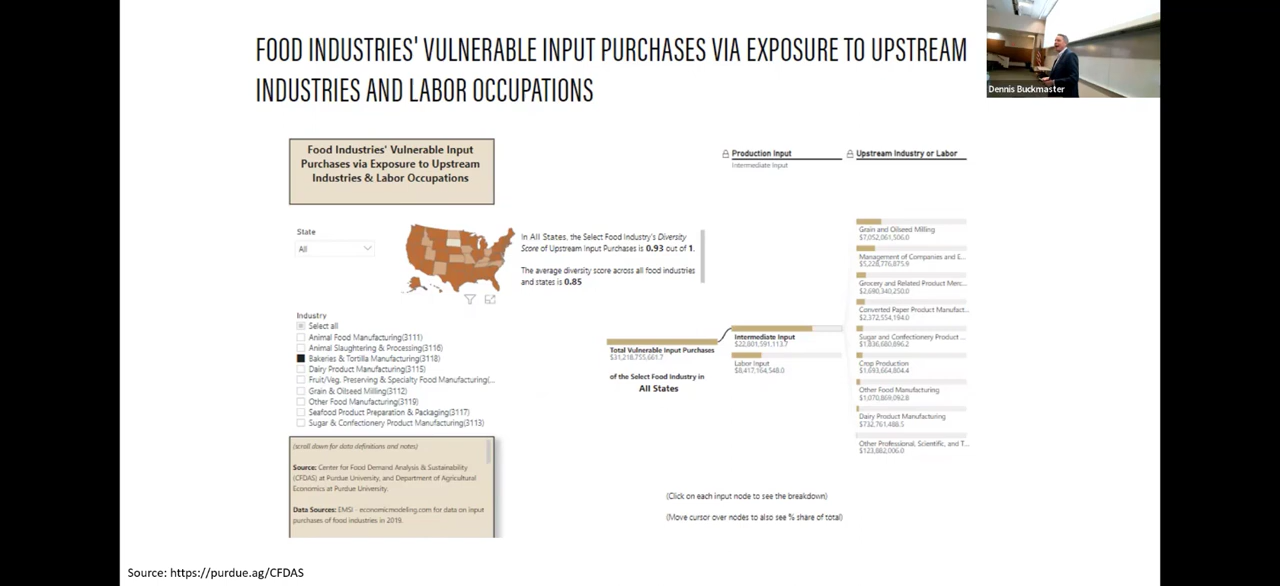 FOOD INDUSTRIES' VULNERABLE INPUT PURCHASES VIA EXPOSURE TO UPSTREAM
INDUSTRIES AND LABOR OCCUPATIONS
Dennis Buckmaster
Food Industries' Vulnerable Input
Purchases via Exposure to Upstream
Industries & Labor Occupations
Production Input
Intermediate Input
Upstream Industry or Labor
State
All
In All States, the Select Food Industry's Diversity
Score of Upstream Input Purchases is 0.93 out of 1.
The average diversity score across all food industries
and states is 0.85
Industry
Select all
Animal Food Manufacturing(3111)
Animal Slaughtering & Processing(3116)
Bakeries & Tortilla Manufacturing(3118)
Dairy Product Manufacturing(3115)
Fruit/Veg. Preserving & Specialty Food Manufacturing(...
Grain & Oilseed Milling(3112)
Other Food Manufacturing(3119)
Seafood Product Preparation & Packaging(3117)
Sugar & Confectionery Product Manufacturing(3113)
Total Vulnerable Input Purchases
$31,218,755,661.7
of the Select Food Industry in
All States
Intermediate Input
$22,801,591,113.7
Labor Input
$8,417,164,548.0
Grain and Oilseed Milling
$7,052,061,506.0
Management of Companies and E...
$5,228,776,875.9
Grocery and Related Product Merc...
$2,690,340,250.0
Converted Paper Product Manufact...
$2,372,554,194.0
Sugar and Confectionery Product ...
$1,836,680,896.2
Crop Production
$1,693,664,804.4
Other Food Manufacturing
$1,070,869,092.8
Dairy Product Manufacturing
$732,761,488.5
Other Professional, Scientific, and T...
$123,882,006.0
(scroll down for data definitions and notes)
Source: Center for Food Demand Analysis & Sustainability
(CFDAS) at Purdue University, and Department of Agricultural
Economics at Purdue University.
Data Sources: EMSI - economicmodeling.com for data on input
purchases of food industries in 2019.
(Click on each input node to see the breakdown)
(Move cursor over nodes to also see % share of total)
Source: https://purdue.ag/CFDAS